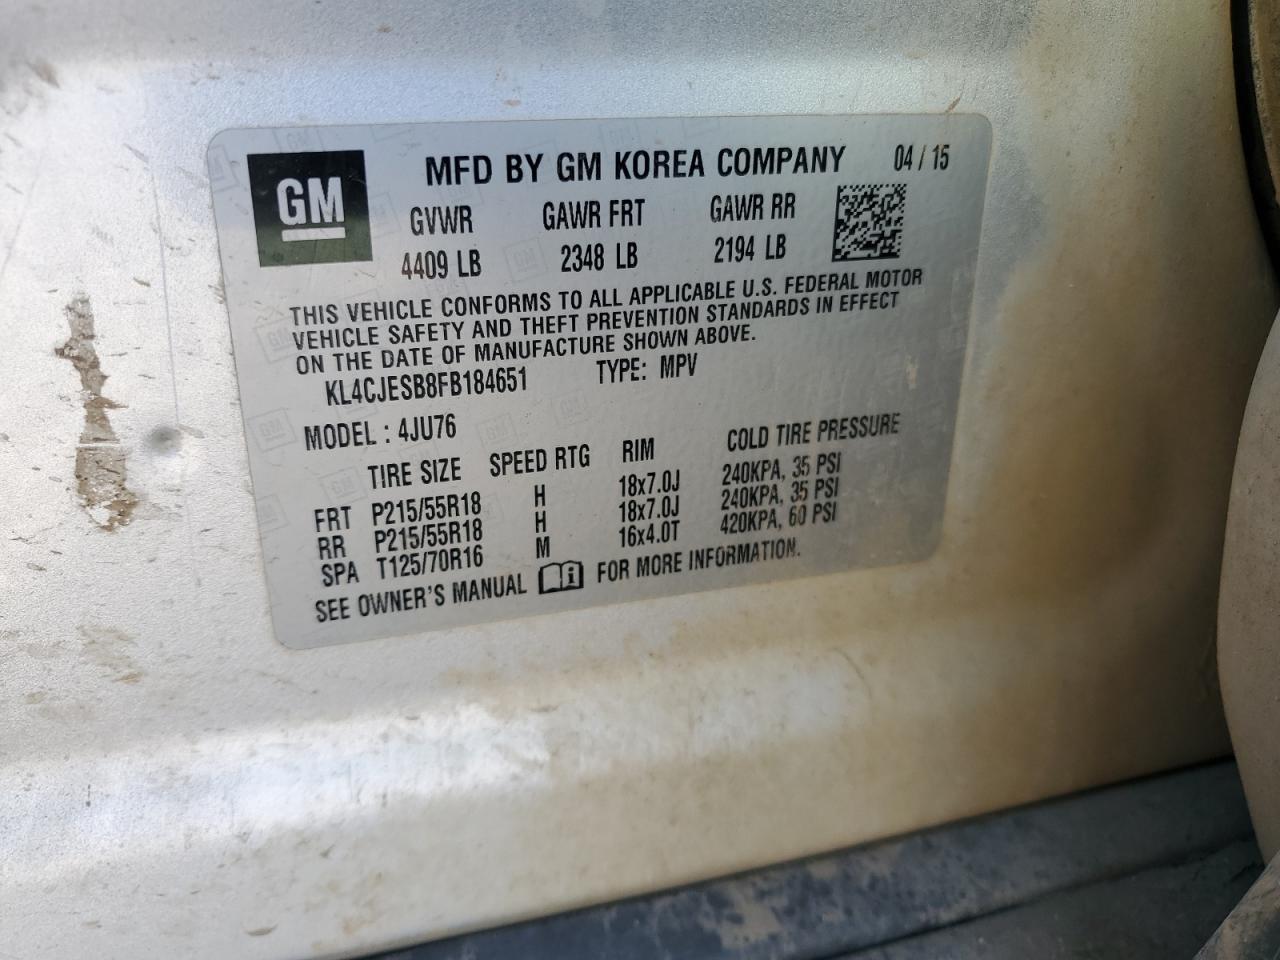 GM
MFD BY GM KOREA COMPANY 04 / 15
GVWR GAWR FRT GAWR RR
4409 LB 2348 LB 2194 LB
THIS VEHICLE CONFORMS TO ALL APPLICABLE U.S. FEDERAL MOTOR
VEHICLE SAFETY AND THEFT PREVENTION STANDARDS IN EFFECT
ON THE DATE OF MANUFACTURE SHOWN ABOVE.
KL4CJESB8FB184651 TYPE: MPV
MODEL : 4JU76
TIRE SIZE SPEED RTG RIM COLD TIRE PRESSURE
FRT P215/55R18 H 18x7.0J 240KPA, 35 PSI
RR P215/55R18 H 18x7.0J 240KPA, 35 PSI
SPA T125/70R16 M 16x4.0T 420KPA, 60 PSI
SEE OWNER'S MANUAL FOR MORE INFORMATION.